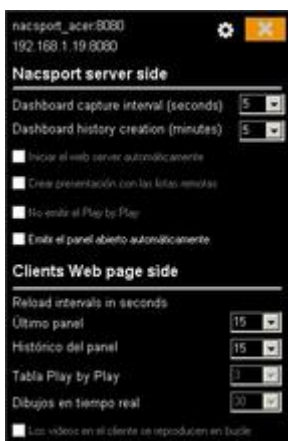 nacsport_acer:8080
192.168.1.19:8080
Nacsport server side
Dashboard capture interval (seconds) 5
Dashboard history creation (minutes) 5
Iniciar el web server automáticamente
Crear presentación con las listas remotas
No emitir el Play by Play
Emitir el panel abierto automáticamente
Clients Web page side
Reload intervals in seconds
Último panel 15
Histórico del panel 15
Tabla Play by Play 3
Dibujos en tiempo real 30
Los videos en el cliente se reproducen en bucle